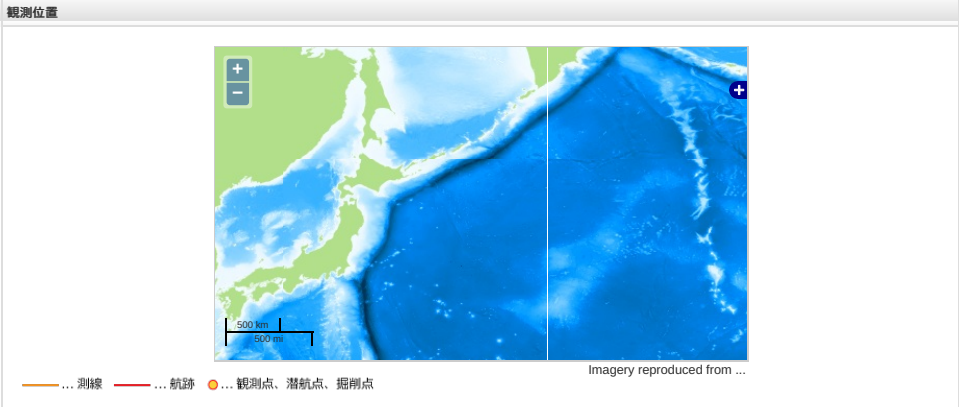 観測位置
+
−
+
500 km
500 mi
Imagery reproduced from ...
... 測線 ... 航跡 ... 観測点、潜航点、掘削点